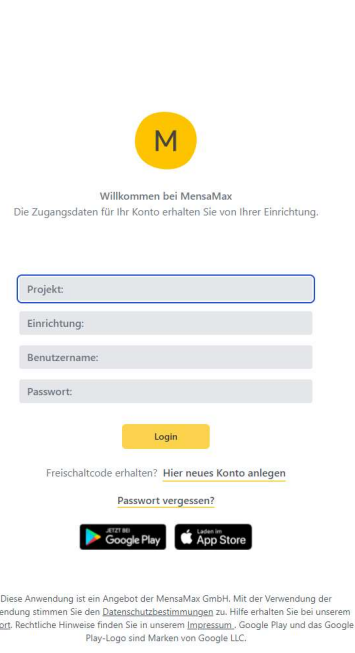 M
Willkommen bei MensaMax
Die Zugangsdaten für Ihr Konto erhalten Sie von Ihrer Einrichtung.
Projekt:
Einrichtung:
Benutzername:
Passwort:
Login
Freischaltcode erhalten? Hier neues Konto anlegen
Passwort vergessen?
JETZT BEI
Google Play
Laden im
App Store
Diese Anwendung ist ein Angebot der MensaMax GmbH. Mit der Verwendung der
endung stimmen Sie den Datenschutzbestimmungen zu. Hilfe erhalten Sie bei unserem
ort. Rechtliche Hinweise finden Sie in unserem Impressum . Google Play und das Google
Play-Logo sind Marken von Google LLC.